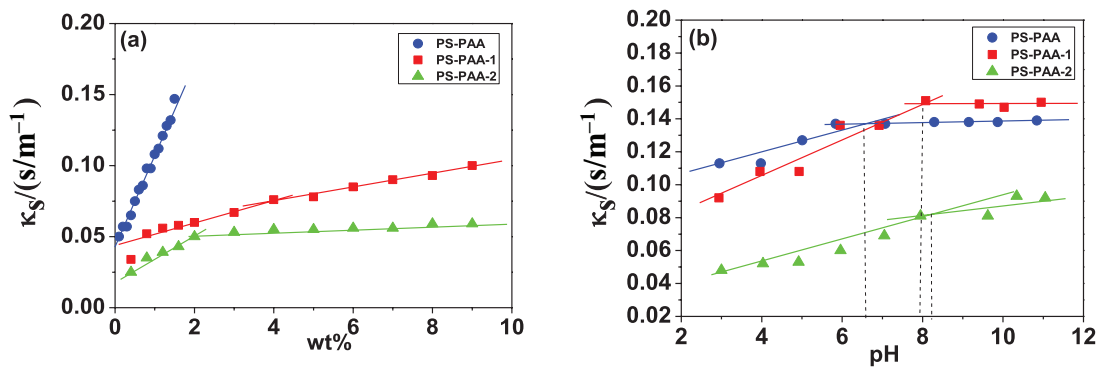 (a)
PS-PAA
PS-PAA-1
PS-PAA-2
0.20
0.15
0.10
0.05
0.00
κS/(s/m⁻¹)
0 2 4 6 8 10
wt%
(b)
PS-PAA
PS-PAA-1
PS-PAA-2
0.20
0.18
0.16
0.14
0.12
0.10
0.08
0.06
0.04
0.02
κS/(s/m⁻¹)
2 4 6 8 10 12
pH